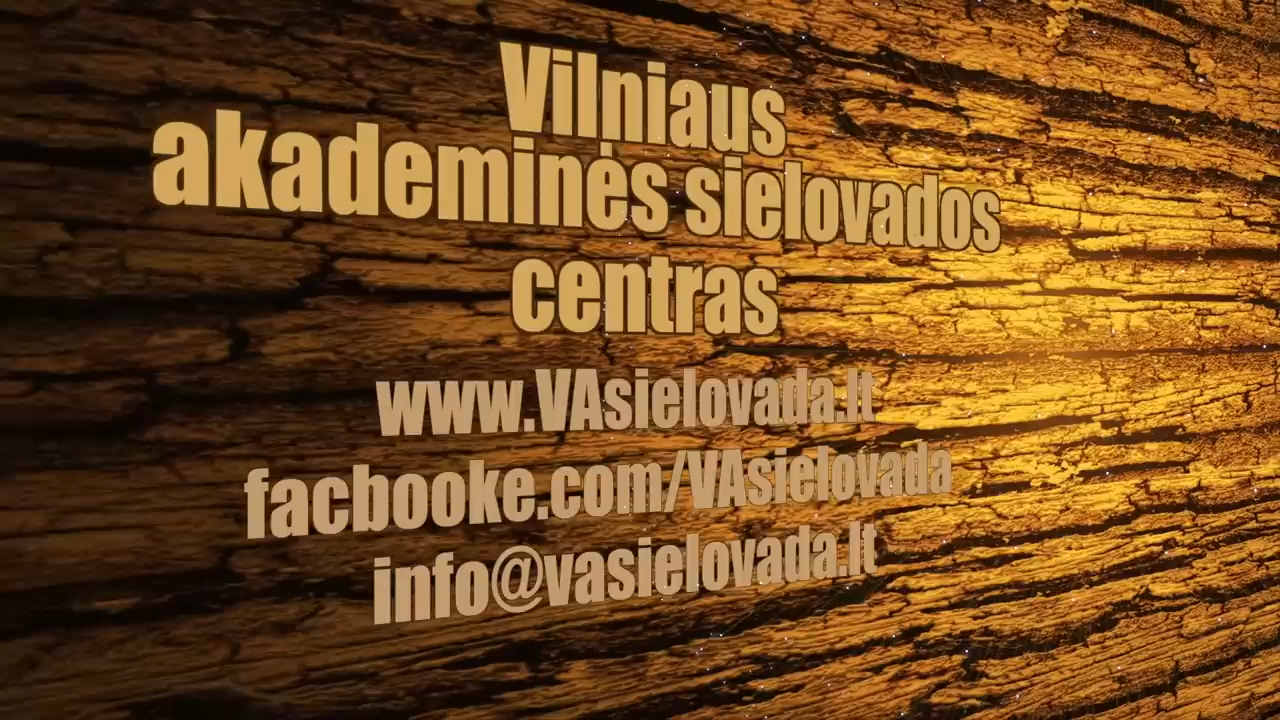 Vilniaus
akademinės sielovados
centras
www.VAsielovada.lt
facbooke.com/VAsielovada
info@vasielovada.lt